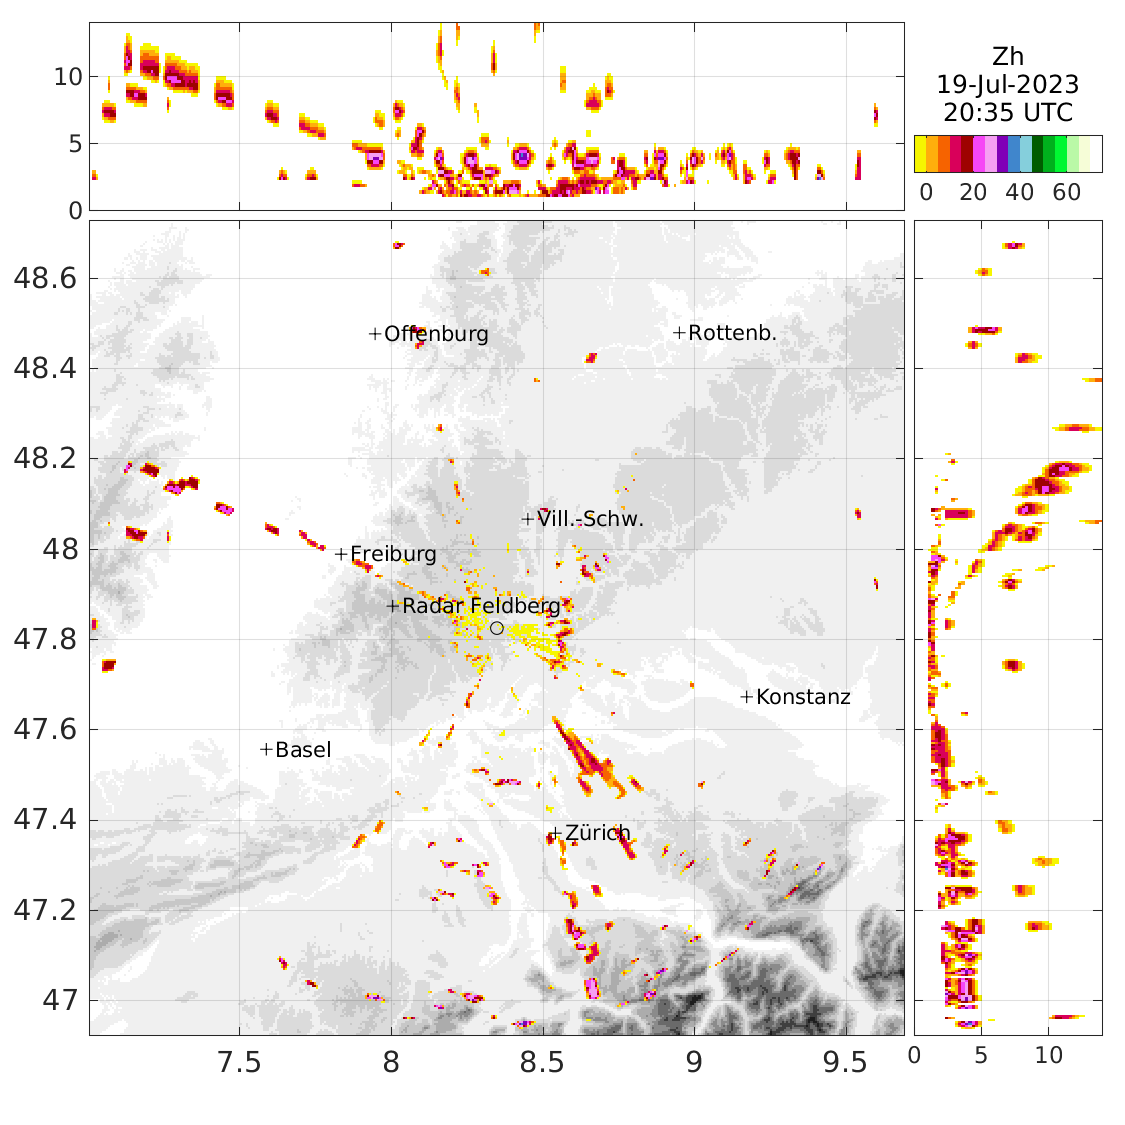 Zh
19-Jul-2023
20:35 UTC
0 20 40 60
10
5
0
48.6
48.4
48.2
48
47.8
47.6
47.4
47.2
47
+Offenburg
+Rottenb.
+Vill.-Schw.
+Freiburg
+Radar Feldberg
+Konstanz
+Basel
+Zürich
7.5 8 8.5 9 9.5
0 5 10